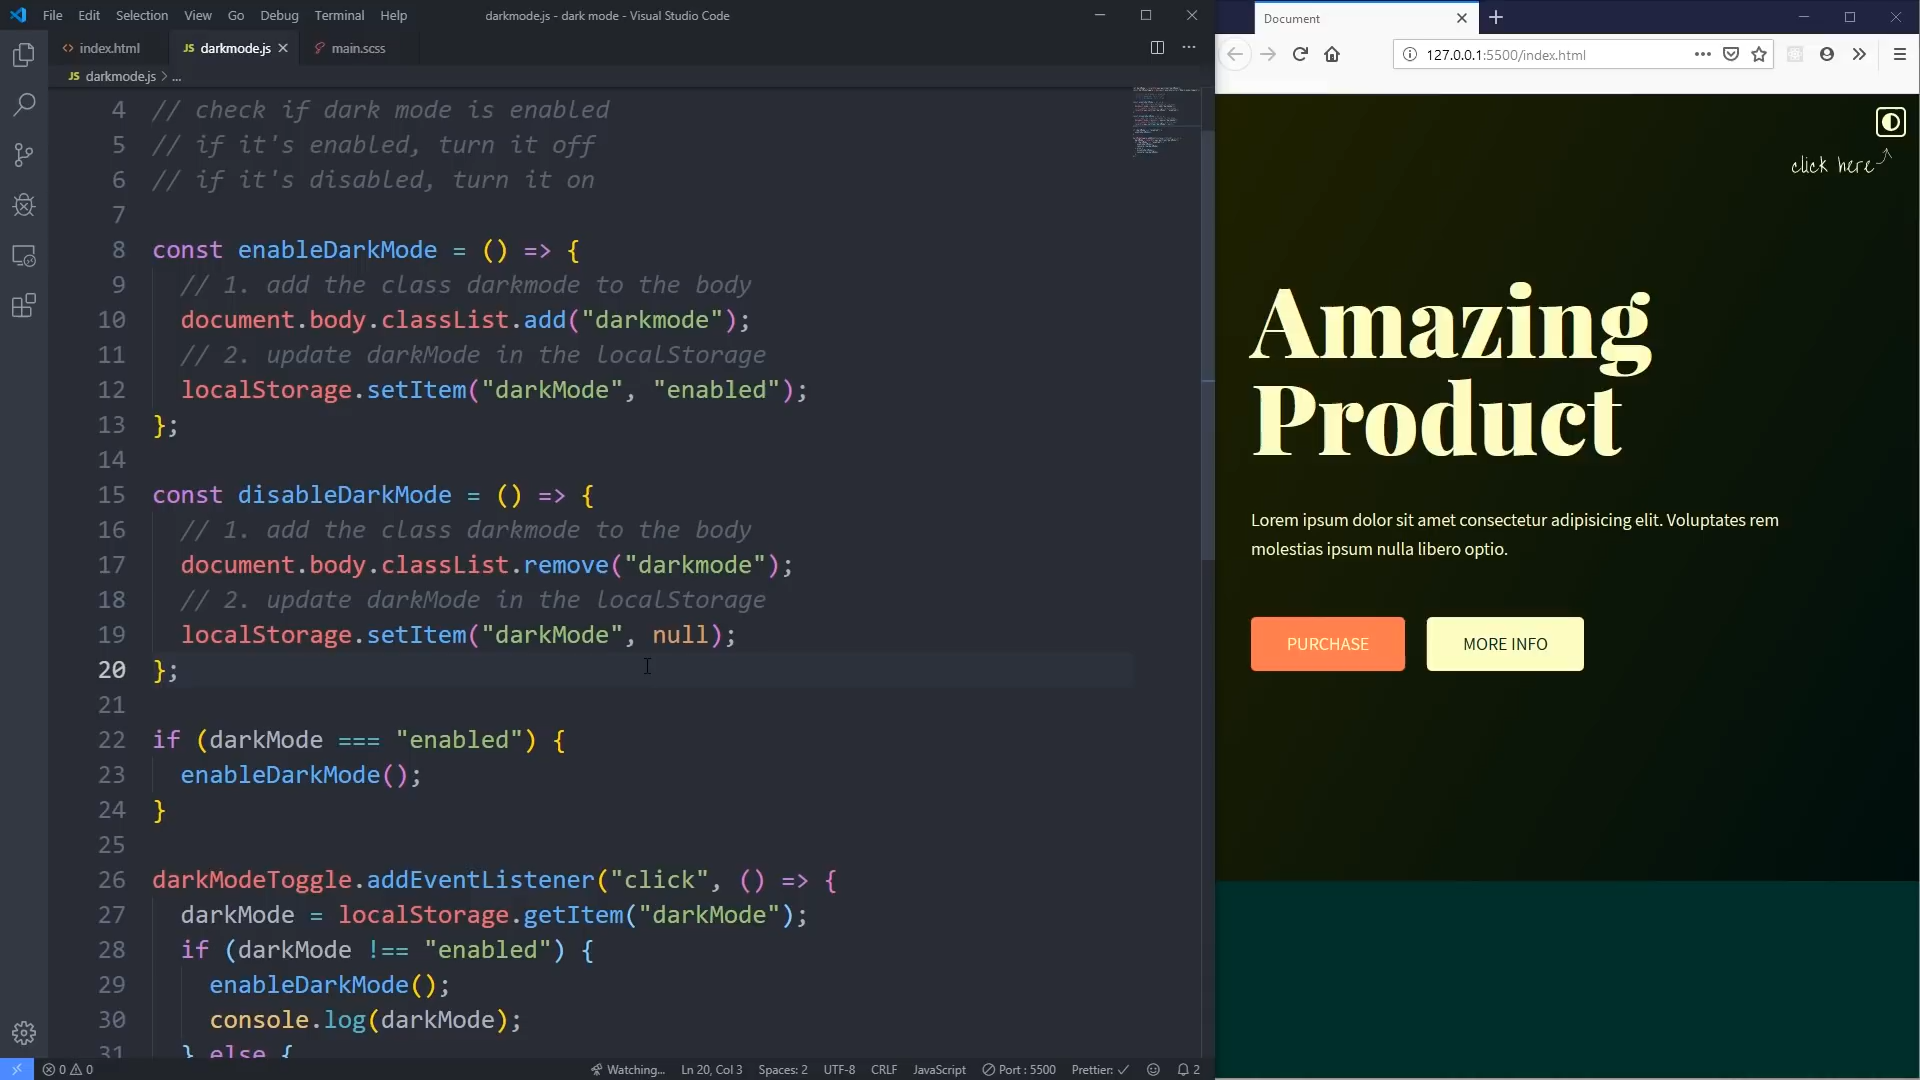 File Edit Selection View Go Debug Terminal Help
darkmode.js - dark mode - Visual Studio Code
index.html
JS darkmode.js
main.scss
JS darkmode.js > ...
4 // check if dark mode is enabled
5 // if it's enabled, turn it off
6 // if it's disabled, turn it on
7
8 const enableDarkMode = () => {
9 // 1. add the class darkmode to the body
10 document.body.classList.add("darkmode");
11 // 2. update darkMode in the localStorage
12 localStorage.setItem("darkMode", "enabled");
13 };
14
15 const disableDarkMode = () => {
16 // 1. add the class darkmode to the body
17 document.body.classList.remove("darkmode");
18 // 2. update darkMode in the localStorage
19 localStorage.setItem("darkMode", null);
20 };
21
22 if (darkMode === "enabled") {
23 enableDarkMode();
24 }
25
26 darkModeToggle.addEventListener("click", () => {
27 darkMode = localStorage.getItem("darkMode");
28 if (darkMode !== "enabled") {
29 enableDarkMode();
30 console.log(darkMode);
31 } else {
0 0
Watching...
Ln 20, Col 3
Spaces: 2
UTF-8
CRLF
JavaScript
Port : 5500
Prettier: ✓
2
Document
127.0.0.1:5500/index.html
click here
Amazing
Product
Lorem ipsum dolor sit amet consectetur adipisicing elit. Voluptates rem
molestias ipsum nulla libero optio.
PURCHASE
MORE INFO